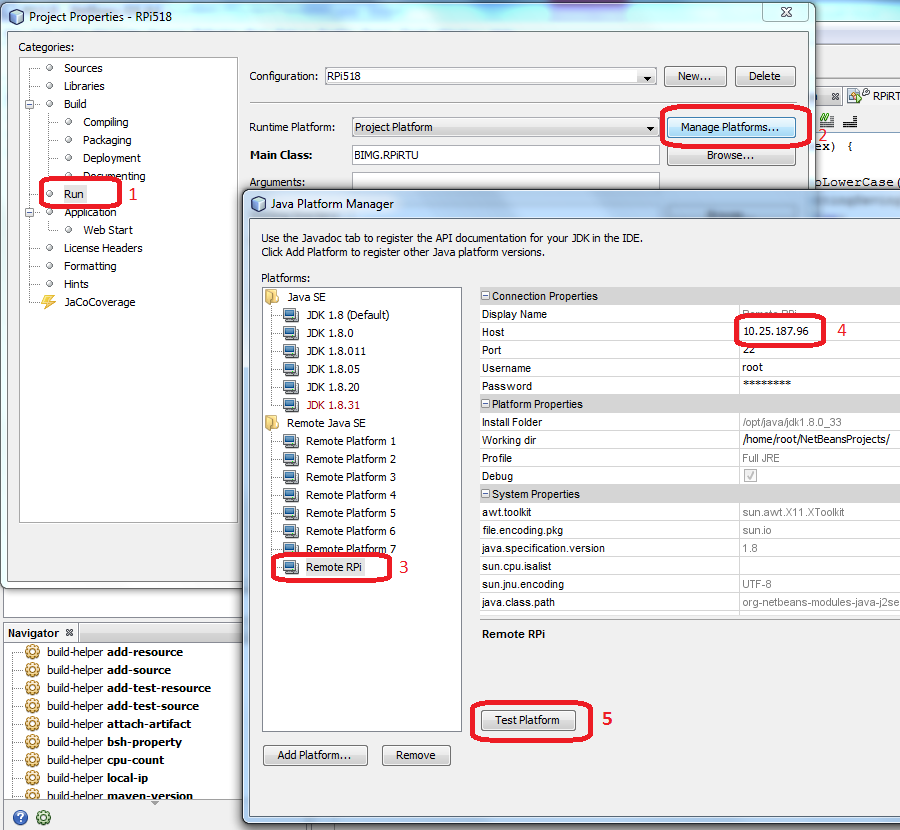 Project Properties - RPi518
Categories:
Sources
Libraries
Build
Compiling
Packaging
Deployment
Documenting
Run
1
Application
Web Start
License Headers
Formatting
Hints
JaCoCoverage
Configuration:
RPi518
New...
Delete
Runtime Platform:
Project Platform
Manage Platforms...
2
Main Class:
BIMG.RPiRTU
Browse...
Arguments:
RPiRT
ex) {
oLowerCase(
Java Platform Manager
Use the Javadoc tab to register the API documentation for your JDK in the IDE.
Click Add Platform to register other Java platform versions.
Platforms:
Java SE
JDK 1.8 (Default)
JDK 1.8.0
JDK 1.8.011
JDK 1.8.05
JDK 1.8.20
JDK 1.8.31
Remote Java SE
Remote Platform 1
Remote Platform 2
Remote Platform 3
Remote Platform 4
Remote Platform 5
Remote Platform 6
Remote Platform 7
Remote RPi
3
Add Platform...
Remove
Connection Properties
Display Name
Remote RPi
Host
10.25.187.96
4
Port
22
Username
root
Password
********
Platform Properties
Install Folder
/opt/java/jdk1.8.0_33
Working dir
/home/root/NetBeansProjects/
Profile
Full JRE
Debug
System Properties
awt.toolkit
sun.awt.X11.XToolkit
file.encoding.pkg
sun.io
java.specification.version
1.8
sun.cpu.isalist
sun.jnu.encoding
UTF-8
java.class.path
org-netbeans-modules-java-j2se
Remote RPi
Test Platform
5
Navigator
build-helper add-resource
build-helper add-source
build-helper add-test-resource
build-helper add-test-source
build-helper attach-artifact
build-helper bsh-property
build-helper cpu-count
build-helper local-ip
build-helper maven-version